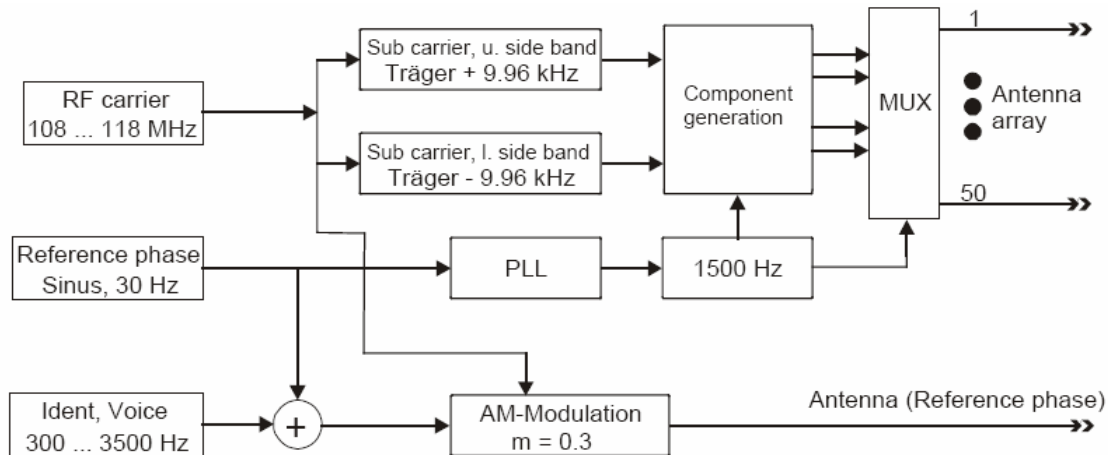 RF carrier
108 ... 118 MHz
Sub carrier, u. side band
Träger + 9.96 kHz
Sub carrier, l. side band
Träger - 9.96 kHz
Component
generation
MUX
1
Antenna
array
50
Reference phase
Sinus, 30 Hz
PLL
1500 Hz
Ident, Voice
300 ... 3500 Hz
+
AM-Modulation
m = 0.3
Antenna (Reference phase)